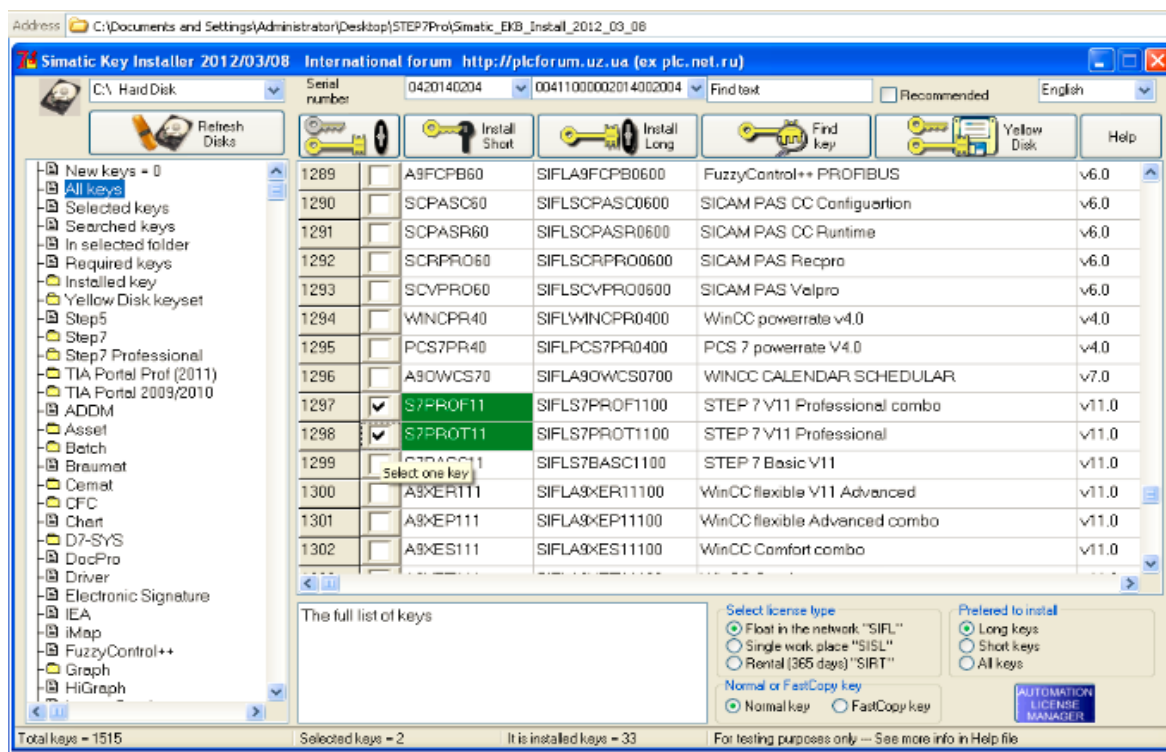 Address C:\Documents and Settings\Administrator\Desktop\STEP7Pro\Simatic_EKB_Install_2012_03_08
Simatic Key Installer 2012/03/08 International forum http://plcforum.uz.ua (ex plc.net.ru)
C:\ Hard Disk
Serial number
0420140204
00411000002014002004
Find text
Recommended
English
Refresh Disks
Install Short
Install Long
Find key
Yellow Disk
Help
New keys = 0
All keys
Selected keys
Searched keys
In selected folder
Required keys
Installed key
Yellow Disk keyset
Step5
Step7
Step7 Professional
TIA Portal Prof (2011)
TIA Portal 2009/2010
ADDM
Asset
Batch
Braumat
Cemat
CFC
Chart
D7-SYS
DocPro
Driver
Electronic Signature
IEA
iMap
FuzzyControl++
Graph
HiGraph
1289 A9FCPB60 SIFLA9FCPB0600 FuzzyControl++ PROFIBUS v6.0
1290 SCPASC60 SIFLSCPASC0600 SICAM PAS CC Configuartion v6.0
1291 SCPASR60 SIFLSCPASR0600 SICAM PAS CC Runtime v6.0
1292 SCRPRO60 SIFLSCRPRO0600 SICAM PAS Recpro v6.0
1293 SCVPRO60 SIFLSCVPRO0600 SICAM PAS Valpro v6.0
1294 WINCPR40 SIFLWINCPR0400 WinCC powerrate v4.0 v4.0
1295 PCS7PR40 SIFLPCS7PR0400 PCS 7 powerrate V4.0 v4.0
1296 A9OWCS70 SIFLA9OWCS0700 WINCC CALENDAR SCHEDULAR v7.0
1297 S7PROF11 SIFLS7PROF1100 STEP 7 V11 Professional combo v11.0
1298 S7PROT11 SIFLS7PROT1100 STEP 7 V11 Professional v11.0
1299 SIFLS7BASC1100 STEP 7 Basic V11 v11.0
Select one key
1300 A9XER111 SIFLA9XER11100 WinCC flexible V11 Advanced v11.0
1301 A9XEP111 SIFLA9XEP11100 WinCC flexible Advanced combo v11.0
1302 A9XES111 SIFLA9XES11100 WinCC Comfort combo v11.0
The full list of keys
Select license type
Float in the network "SIFL"
Single work place "SISL"
Rental (365 days) "SIRT"
Normal or FastCopy key
Normal key FastCopy key
Prefered to install
Long keys
Short keys
All keys
AUTOMATION
LICENSE
MANAGER
Total keys = 1515 Selected keys = 2 It is installed keys = 33 For testing purposes only --- See more info in Help file